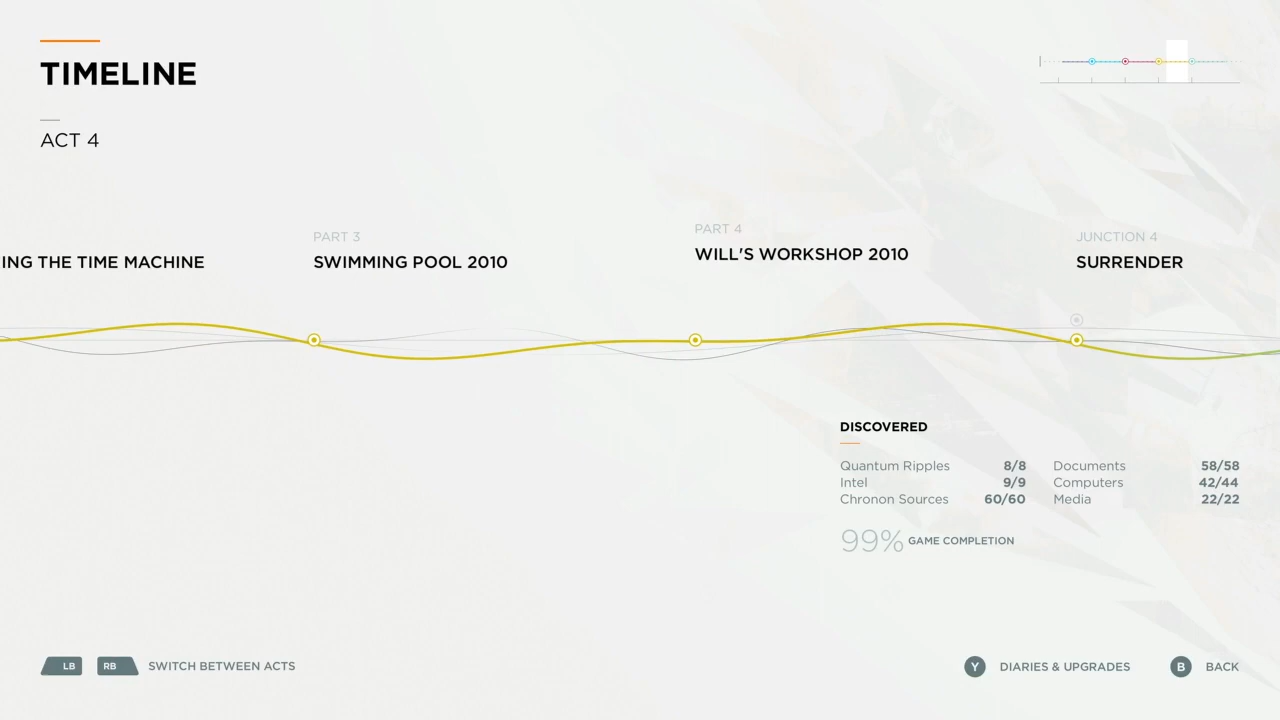 TIMELINE
ACT 4
ING THE TIME MACHINE
PART 3
SWIMMING POOL 2010
PART 4
WILL'S WORKSHOP 2010
JUNCTION 4
SURRENDER
DISCOVERED
Quantum Ripples 8/8 Documents 58/58
Intel 9/9 Computers 42/44
Chronon Sources 60/60 Media 22/22
99% GAME COMPLETION
LB RB SWITCH BETWEEN ACTS Y DIARIES & UPGRADES B BACK